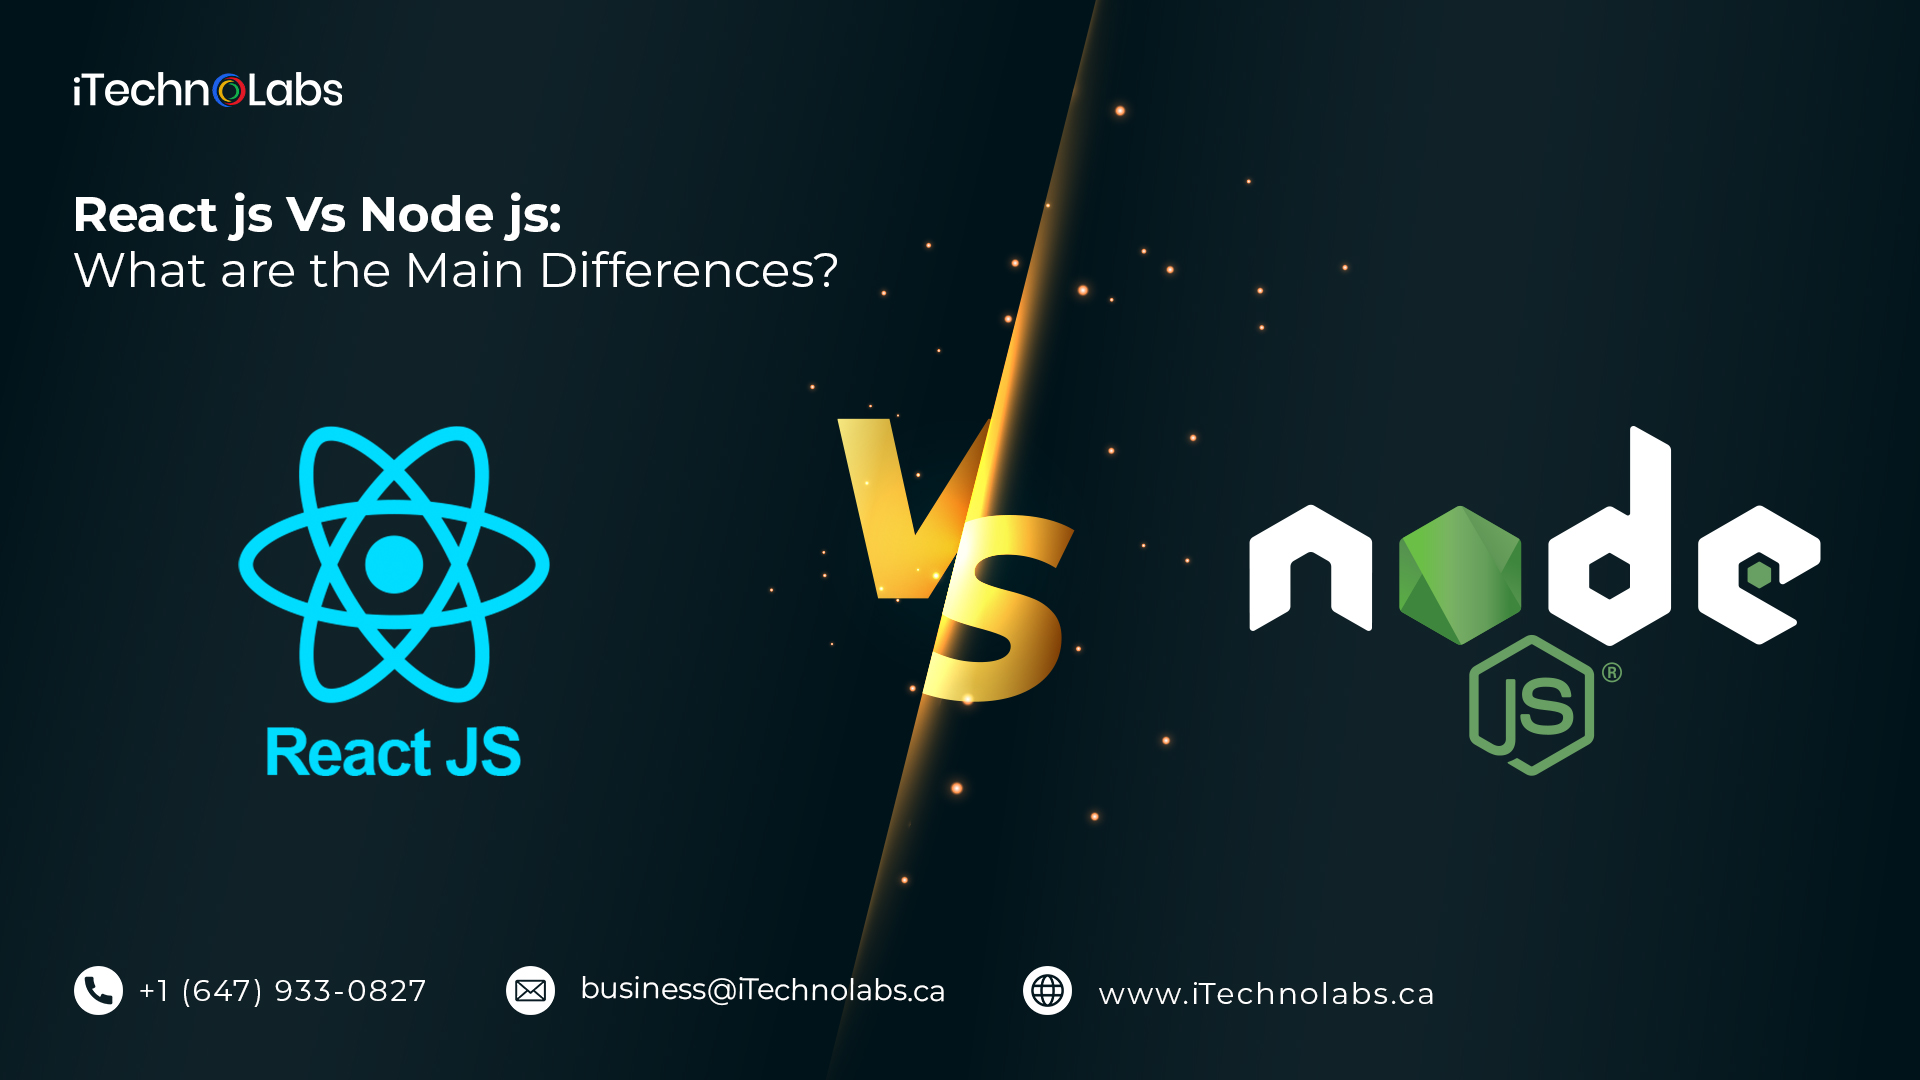 iTechnoLabs
React js Vs Node js:
What are the Main Differences?
Vs
React JS
node
JS ®
+1 (647) 933-0827
business@iTechnolabs.ca
www.iTechnolabs.ca